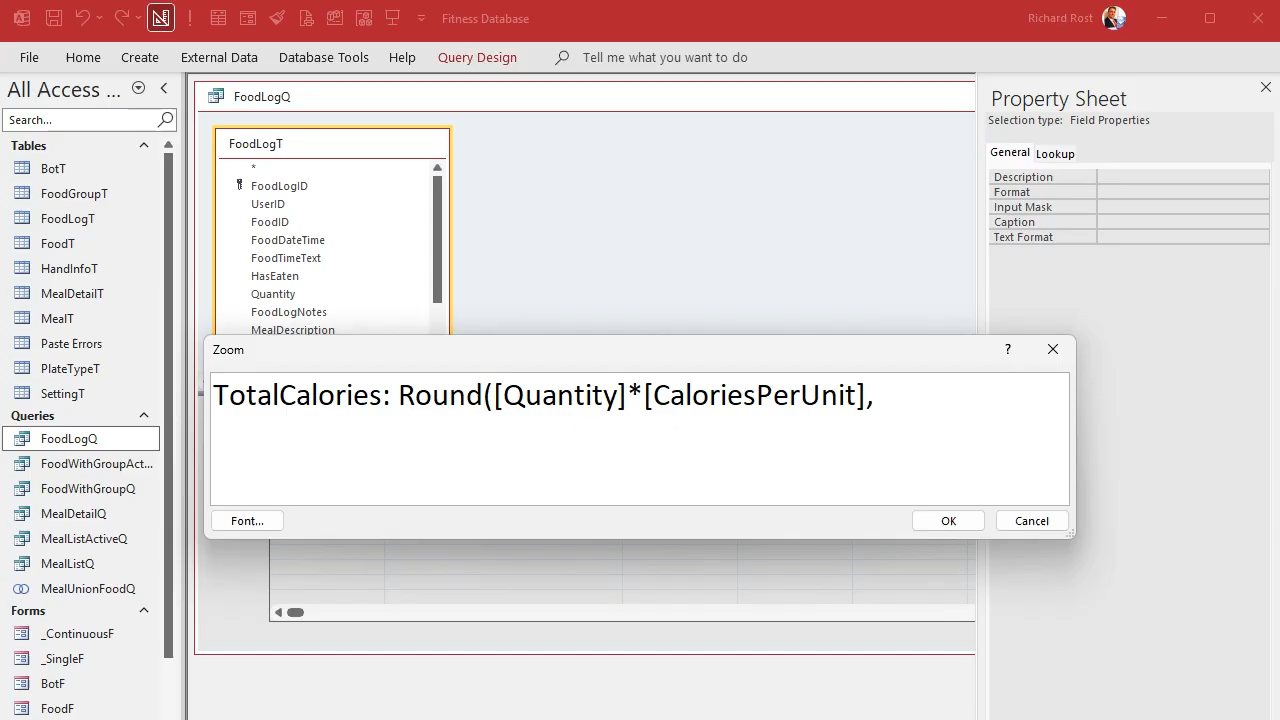 Fitness Database
Richard Rost
File
Home
Create
External Data
Database Tools
Help
Query Design
Tell me what you want to do
All Access ...
Search...
Tables
BotT
FoodGroupT
FoodLogT
FoodT
HandInfoT
MealDetailT
MealT
Paste Errors
PlateTypeT
SettingT
Queries
FoodLogQ
FoodWithGroupAct...
FoodWithGroupQ
MealDetailQ
MealListActiveQ
MealListQ
MealUnionFoodQ
Forms
_ContinuousF
_SingleF
BotF
FoodF
FoodLogQ
FoodLogT
*
FoodLogID
UserID
FoodID
FoodDateTime
FoodTimeText
HasEaten
Quantity
FoodLogNotes
MealDescription
Zoom
?
TotalCalories: Round([Quantity]*[CaloriesPerUnit],
Font...
OK
Cancel
Property Sheet
Selection type: Field Properties
General
Lookup
Description
Format
Input Mask
Caption
Text Format